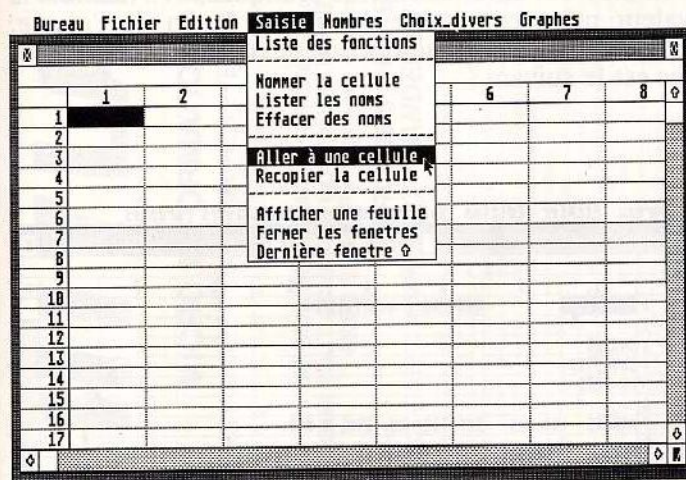 Bureau Fichier Edition Saisie Nombres Choix_divers Graphes
Liste des fonctions
Nommer la cellule
Lister les noms
Effacer des noms
Aller à une cellule
Recopier la cellule
Afficher une feuille
Fermer les fenetres
Dernière fenetre ⇧
1 2 6 7 8
1
2
3
4
5
6
7
8
9
10
11
12
13
14
15
16
17